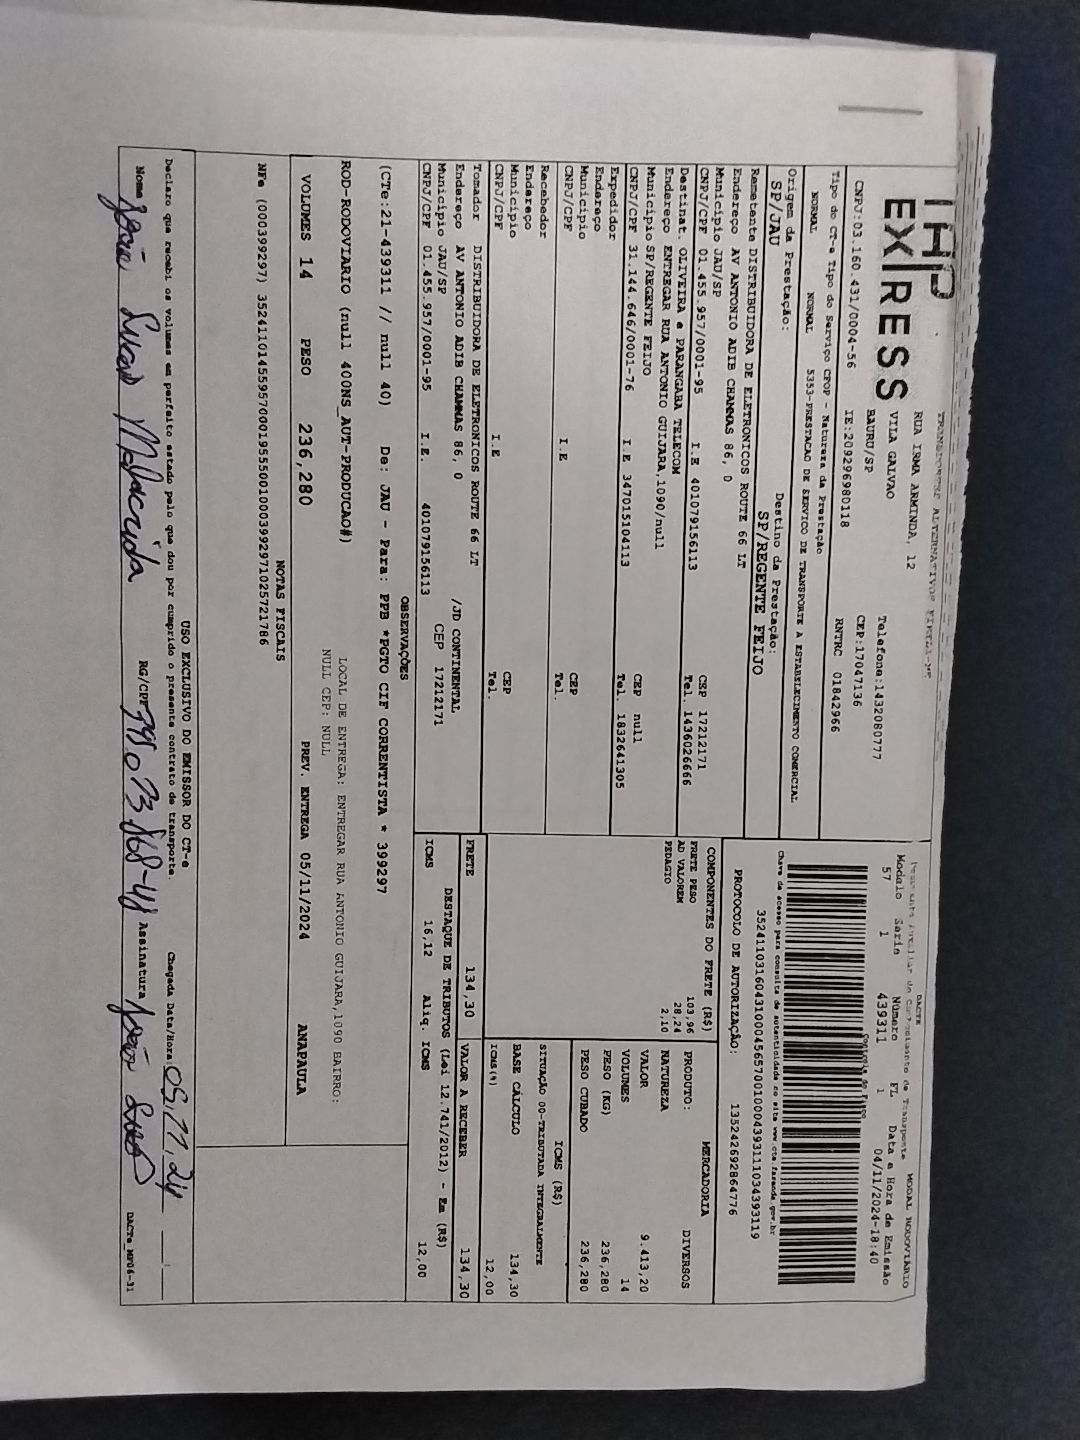 EX/RESS
RUA IRMA ARMINDA, 12
VILA GALVAO
BAURU/SP
Telefone:1432080777
CEP:17047136
CNPJ:03.160.431/0004-56
IE:209296980118
RNTRC 01842966
Tipo do CT-e Tipo do Serviço CFOP - Natureza da Prestação
NORMAL NORMAL 5353-PRESTACAO DE SERVICO DE TRANSPORTE A ESTABELECIMENTO COMERCIAL
Origem da Prestação: Destino da Prestação:
SP/JAU SP/REGENTE FEIJO
Remetente DISTRIBUIDORA DE ELETRONICOS ROUTE 66 LT
Endereço AV ANTONIO ADIB CHAMMAS 86, 0
Município JAU/SP CEP 17212171
CNPJ/CPF 01.455.957/0001-95 I.E 401079156113 Tel. 1436026666
Destinat. OLIVEIRA e PARANGABA TELECOM
Endereço ENTREGAR RUA ANTONIO GUIJARA,1090/null
Município SP/REGENTE FEIJO CEP null
CNPJ/CPF 31.144.646/0001-76 I.E 347015104113 Tel. 1832641305
Expedidor
Endereço
Município CEP
CNPJ/CPF I.E Tel.
Recebedor
Endereço
Município CEP
CNPJ/CPF I.E Tel.
Tomador DISTRIBUIDORA DE ELETRONICOS ROUTE 66 LT
Endereço AV ANTONIO ADIB CHAMMAS 86, 0 /JD CONTINENTAL
Município JAU/SP CEP 17212171
CNPJ/CPF 01.455.957/0001-95 I.E. 401079156113
MODAL RODOVIÁRIO
Modelo Serie Número FL Data e Hora de Emissão
57 1 439311 1 04/11/2024-18:40
35241103160431000456570010004393111034393119
Chave de acesso para consulta de autenticidade no site www.cte.fazenda.gov.br
PROTOCOLO DE AUTORIZAÇÃO: 135242692864776
COMPONENTES DO FRETE (R$)
FRETE PESO 103,96
AD VALOREM 28,24
PEDAGIO 2,10
MERCADORIA
PRODUTO: DIVERSOS
NATUREZA
VALOR 9.413,20
VOLUMES 14
PESO (KG) 236,280
PESO CUBADO 236,280
ICMS (R$)
SITUAÇÃO 00-TRIBUTADA INTEGRALMENTE
BASE CÁLCULO 134,30
ICMS(%) 12,00
FRETE 134,30 VALOR A RECEBER 134,30
DESTAQUE DE TRIBUTOS (Lei 12.741/2012) - Em (R$)
ICMS 16,12 Aliq. ICMS 12,00
OBSERVAÇÕES
(CTe:21-439311 // null 40) De: JAU - Para: PPB *PGTO CIF CORRENTISTA * 399297
LOCAL DE ENTREGA: ENTREGAR RUA ANTONIO GUIJARA,1090 BAIRRO:
NULL CEP: NULL
ROD-RODOVIARIO (null 400NS_AUT-PRODUCAO#)
VOLUMES 14 PESO 236,280 PREV. ENTREGA 05/11/2024 ANAPAULA
NOTAS FISCAIS
NFe (000399297) 35241101455957000195550010003992971025721786
USO EXCLUSIVO DO EMISSOR DO CT-e
Declaro que recebi os volumes em perfeito estado pelo que dou por cumprido o presente contrato de transporte. Chegada Data/Hora: 05,11,24
Nome João Lucas Malacrida RG/CPF Assinatura João Lucas
DACTe_MP06-31